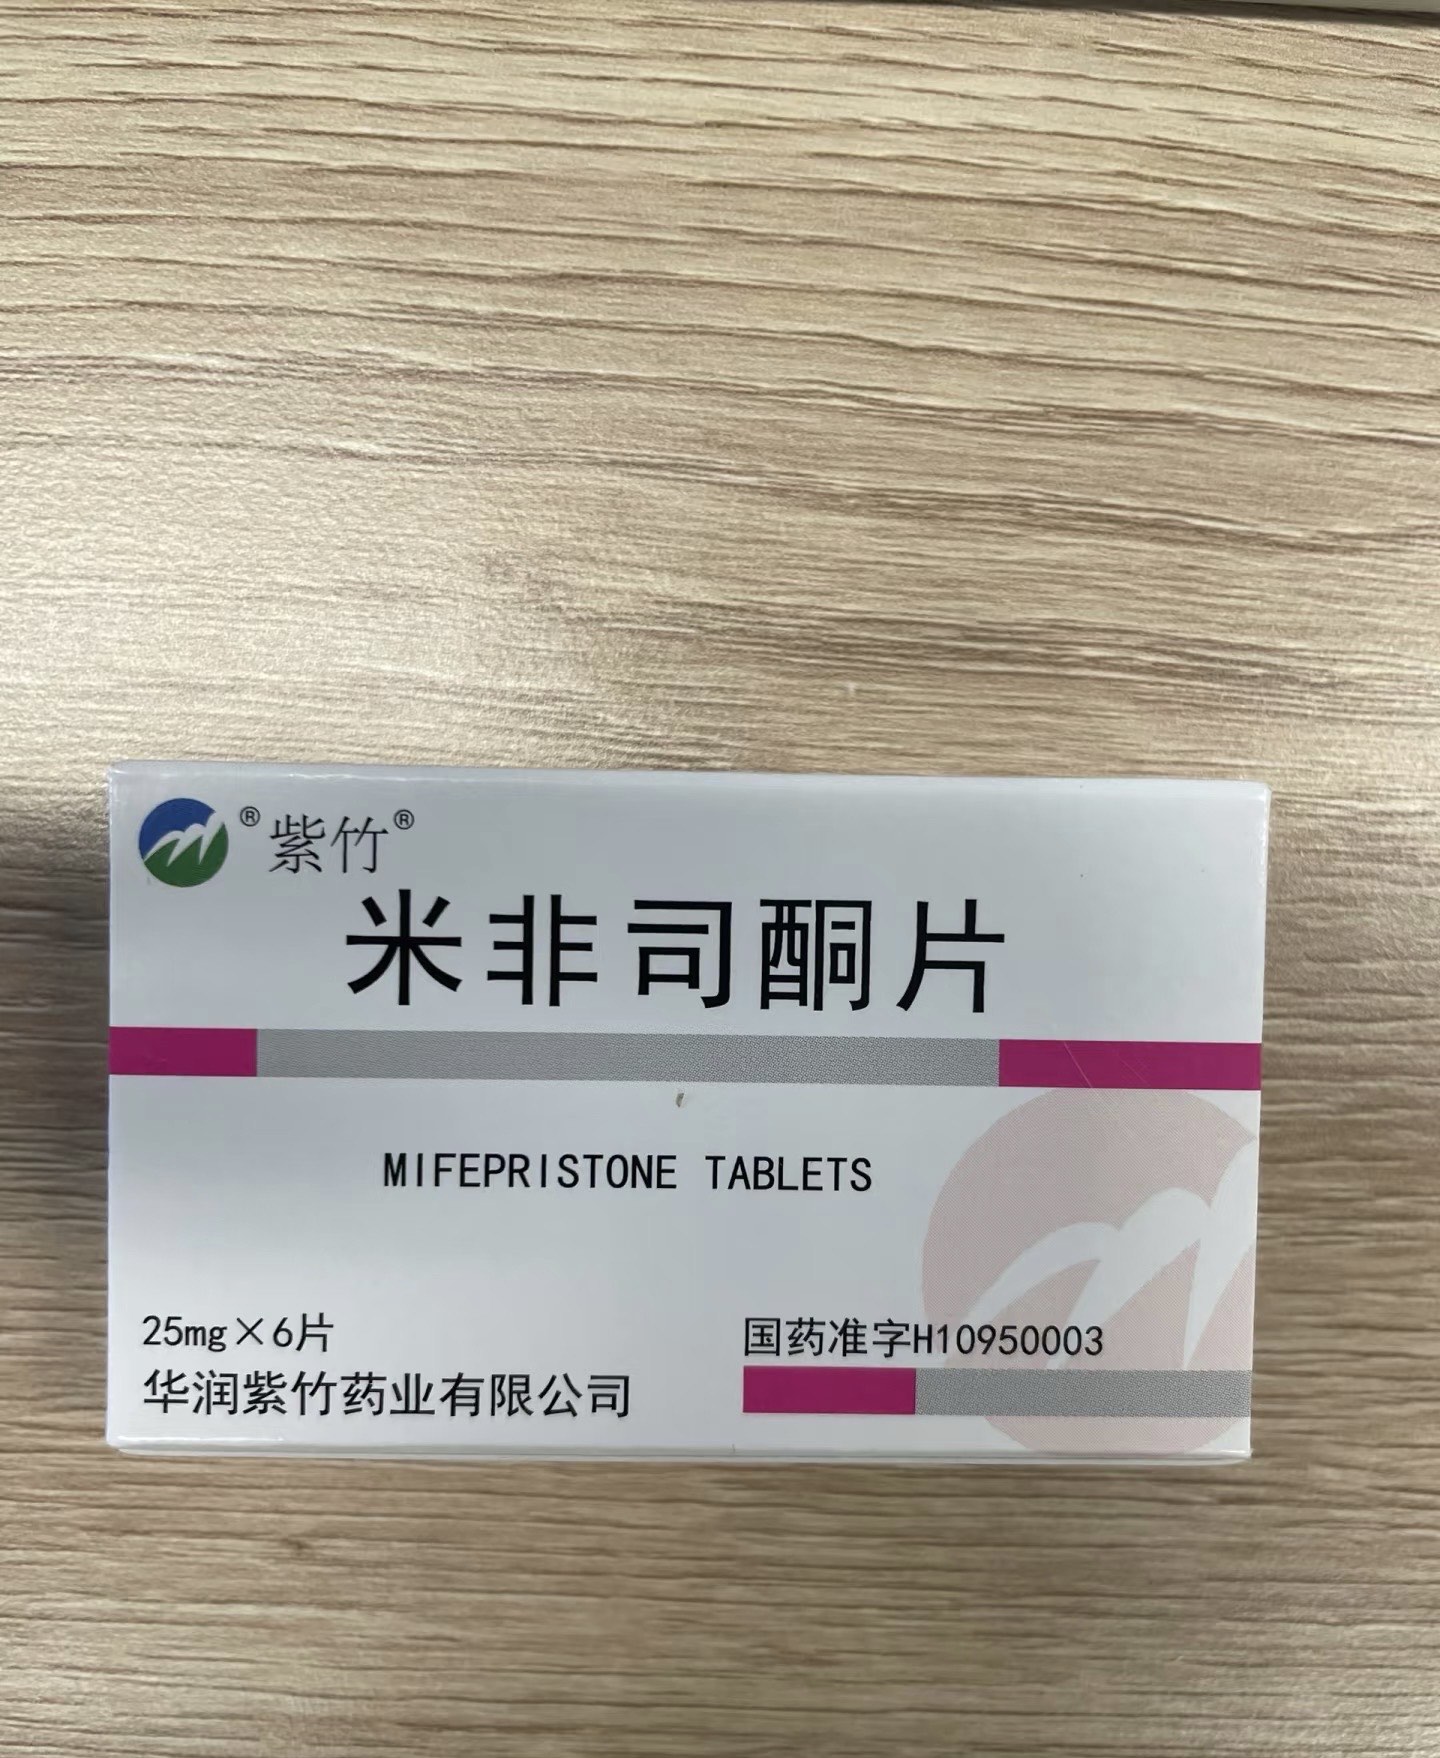 ®紫竹®
米非司酮片
MIFEPRISTONE TABLETS
25mg×6片
国药准字H10950003
华润紫竹药业有限公司